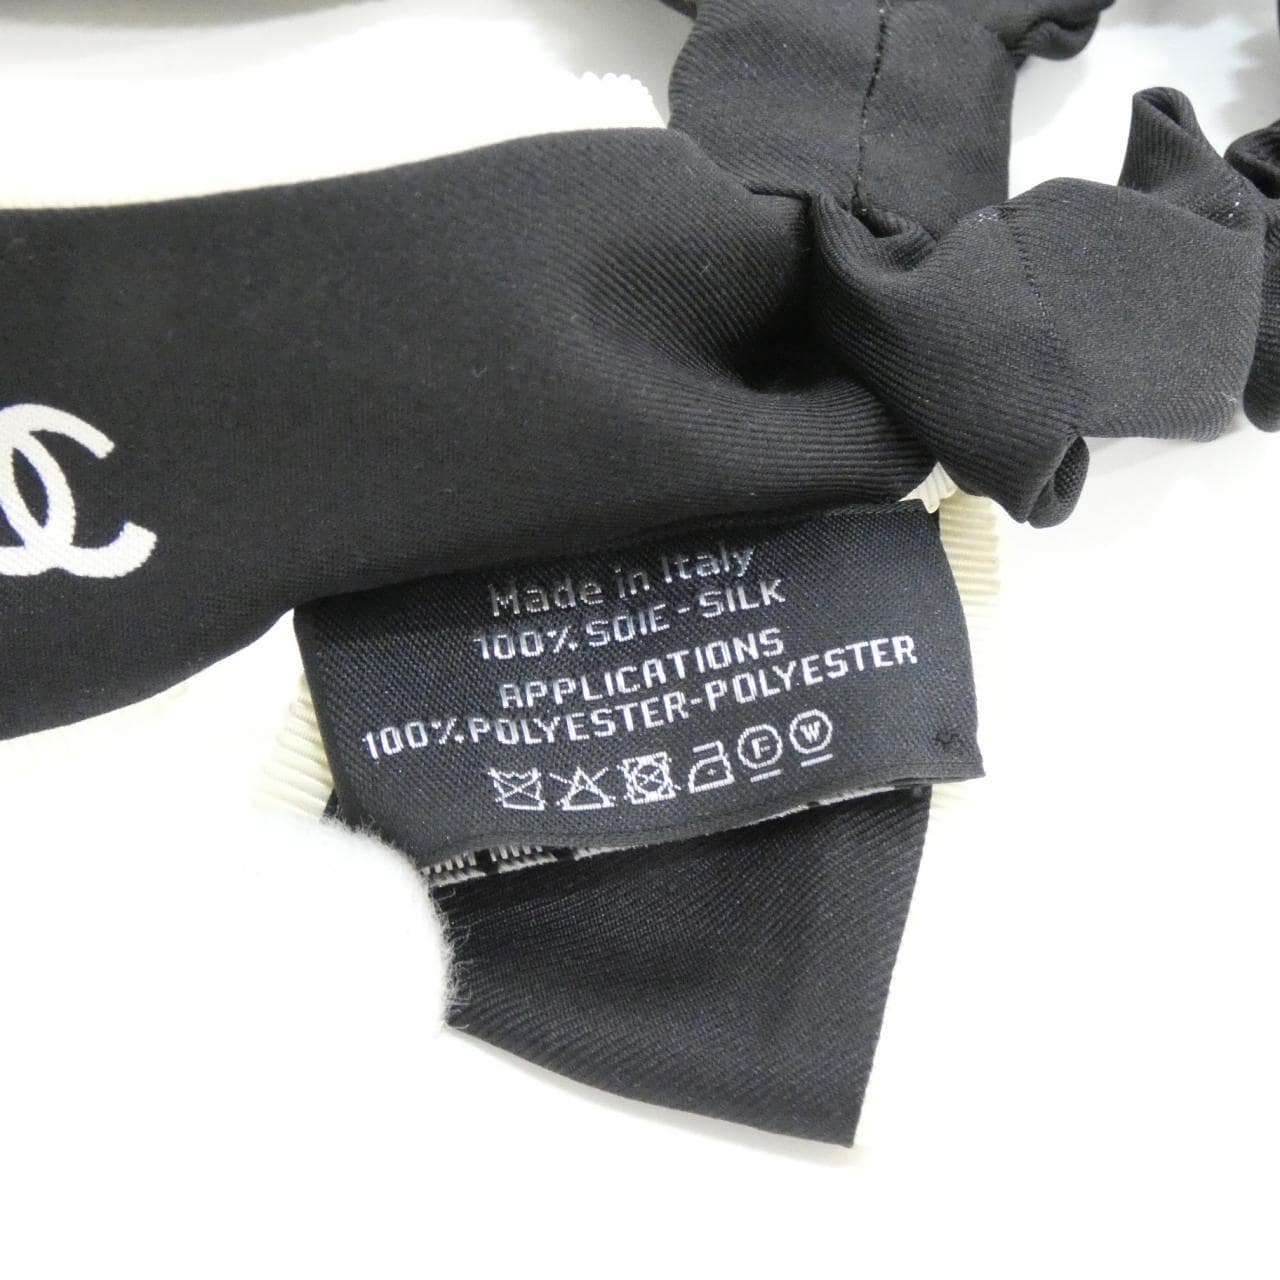 Made in Italy
100% SOIE - SILK
APPLICATIONS
100% POLYESTER-POLYESTER
F W